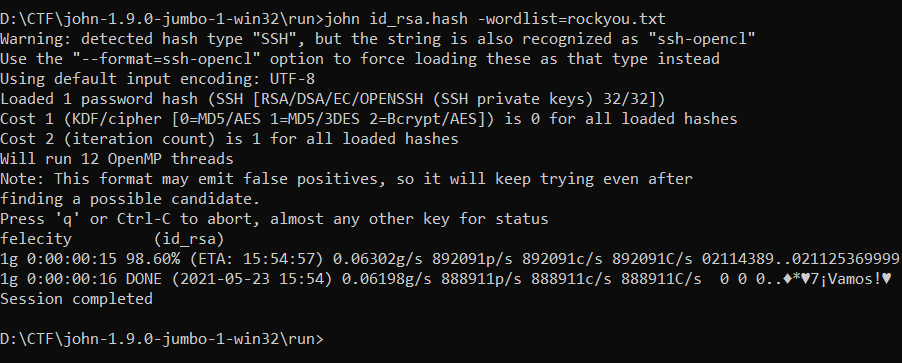 D:\CTF\john-1.9.0-jumbo-1-win32\run>john id_rsa.hash -wordlist=rockyou.txt
Warning: detected hash type "SSH", but the string is also recognized as "ssh-opencl"
Use the "--format=ssh-opencl" option to force loading these as that type instead
Using default input encoding: UTF-8
Loaded 1 password hash (SSH [RSA/DSA/EC/OPENSSH (SSH private keys) 32/32])
Cost 1 (KDF/cipher [0=MD5/AES 1=MD5/3DES 2=Bcrypt/AES]) is 0 for all loaded hashes
Cost 2 (iteration count) is 1 for all loaded hashes
Will run 12 OpenMP threads
Note: This format may emit false positives, so it will keep trying even after
finding a possible candidate.
Press 'q' or Ctrl-C to abort, almost any other key for status
felecity         (id_rsa)
1g 0:00:00:15 98.60% (ETA: 15:54:57) 0.06302g/s 892091p/s 892091c/s 892091C/s 02114389..021125369999
1g 0:00:00:16 DONE (2021-05-23 15:54) 0.06198g/s 888911p/s 888911c/s 888911C/s  0 0 0..♦*♥7¡Vamos!♥
Session completed
D:\CTF\john-1.9.0-jumbo-1-win32\run>